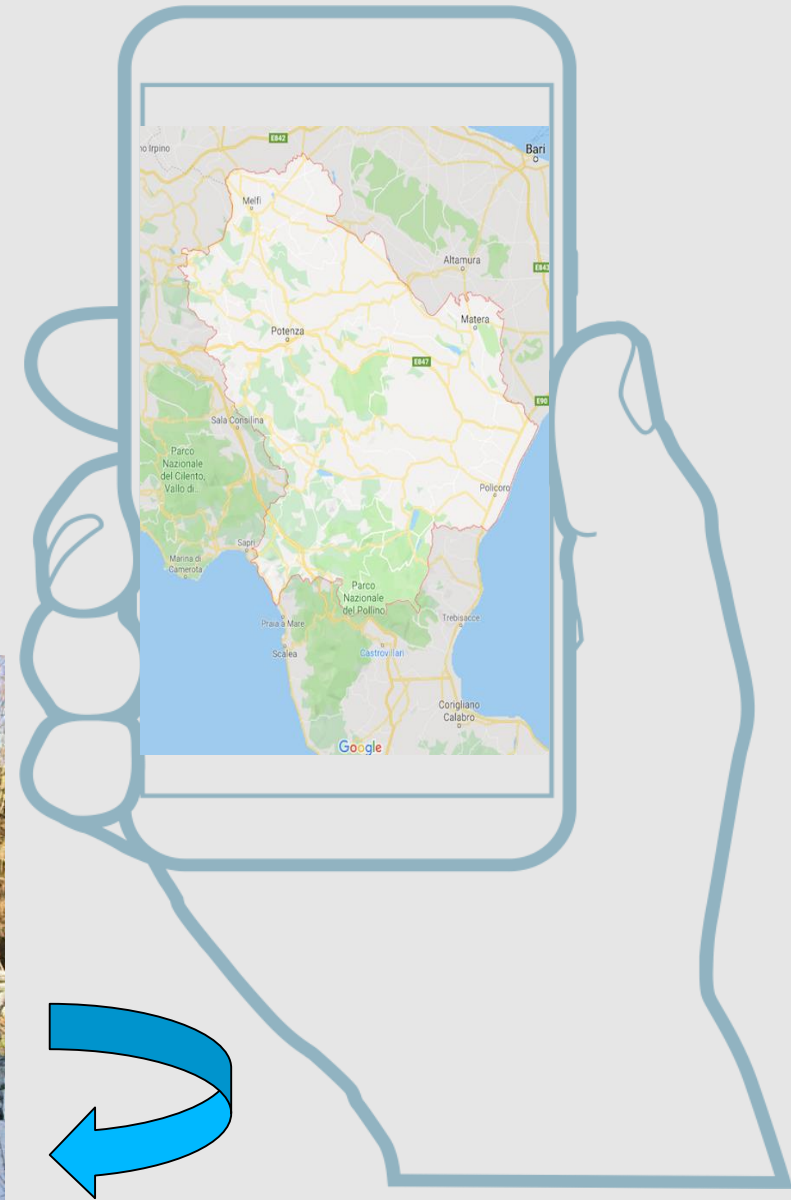 E842
no Irpino
Bari
Melfi
Altamura
E843
Matera
Potenza
E847
E90
Sala Consilina
Parco
Nazionale
del Cilento,
Vallo di...
Policoro
Sapri
Marina di
Camerota
Parco
Nazionale
del Pollino
Praia a Mare
Trebisacce
Scalea
Castrovillari
Corigliano
Calabro
Google